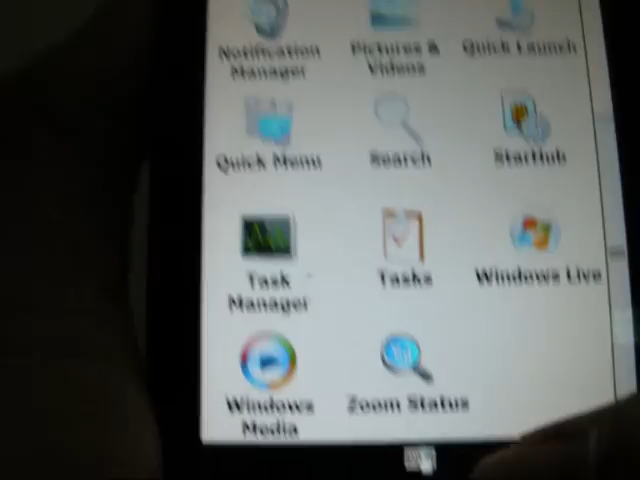 Notification Pictures & Quick Launch
Manager Videos
Quick Menu Search StarHub
Task Tasks Windows Live
Manager
Windows Zoom Status
Media